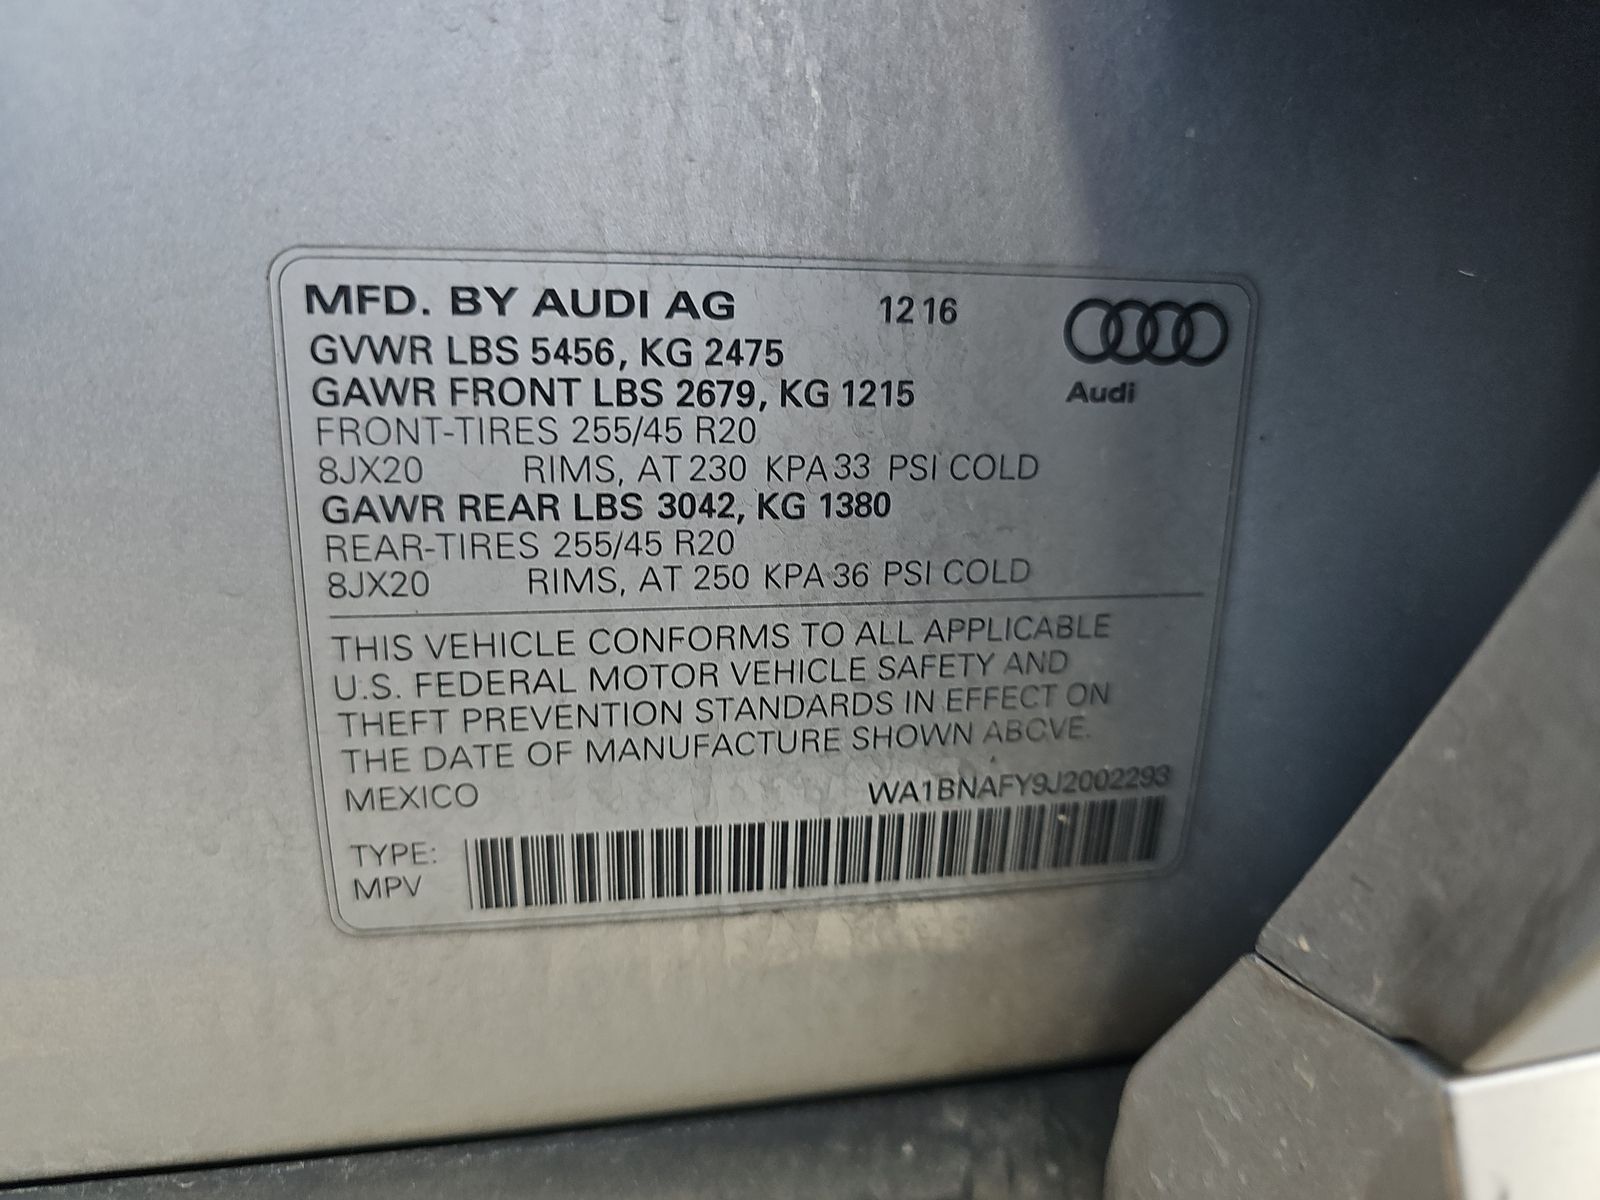 MFD. BY AUDI AG 12 16
GVWR LBS 5456, KG 2475
GAWR FRONT LBS 2679, KG 1215
Audi
FRONT-TIRES 255/45 R20
8JX20 RIMS, AT 230 KPA 33 PSI COLD
GAWR REAR LBS 3042, KG 1380
REAR-TIRES 255/45 R20
8JX20 RIMS, AT 250 KPA 36 PSI COLD
THIS VEHICLE CONFORMS TO ALL APPLICABLE
U.S. FEDERAL MOTOR VEHICLE SAFETY AND
THEFT PREVENTION STANDARDS IN EFFECT ON
THE DATE OF MANUFACTURE SHOWN ABOVE.
MEXICO WA1BNAFY9J2002293
TYPE:
MPV